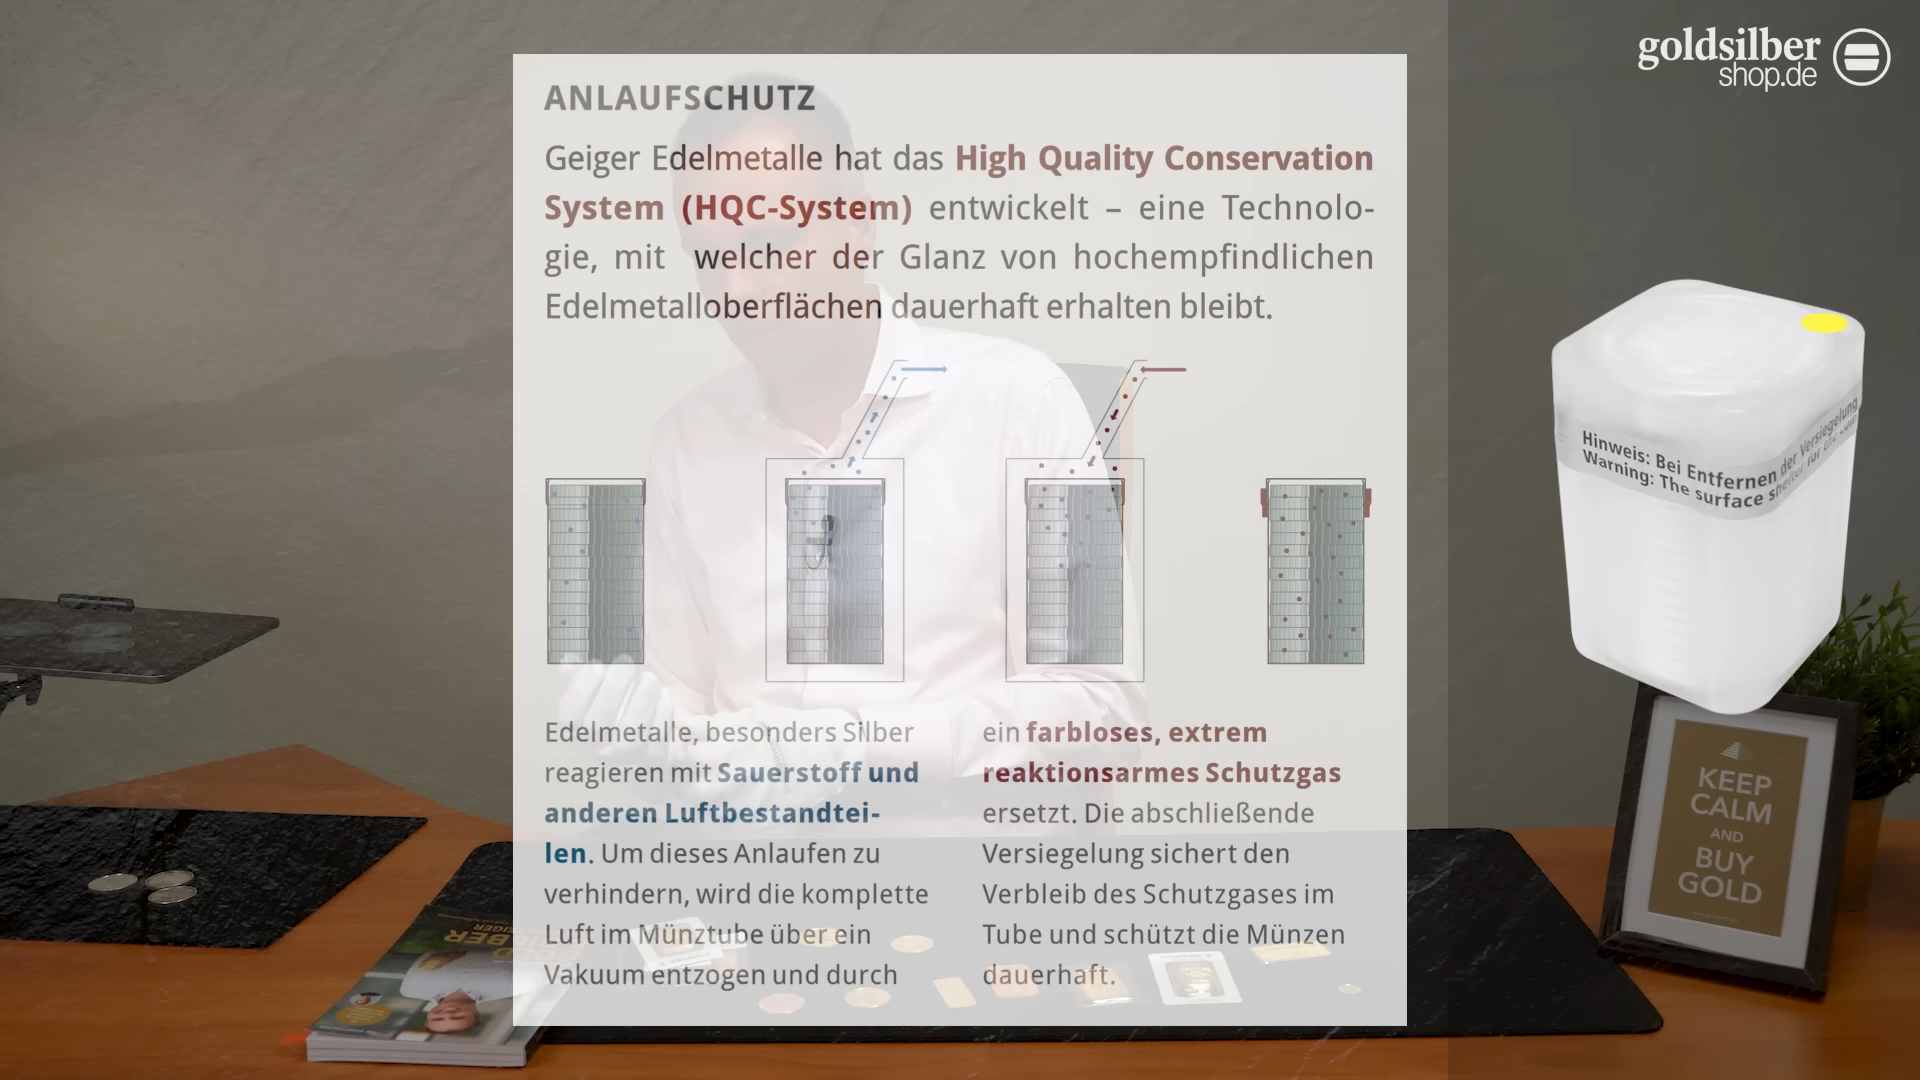 goldsilber
shop.de
ANLAUFSCHUTZ
Geiger Edelmetalle hat das High Quality Conservation
System (HQC-System) entwickelt – eine Technolo-
gie, mit welcher der Glanz von hochempfindlichen
Edelmetalloberflächen dauerhaft erhalten bleibt.
Edelmetalle, besonders Silber
reagieren mit Sauerstoff und
anderen Luftbestandtei-
len. Um dieses Anlaufen zu
verhindern, wird die komplette
Luft im Münztube über ein
Vakuum entzogen und durch
ein farbloses, extrem
reaktionsarmes Schutzgas
ersetzt. Die abschließende
Versiegelung sichert den
Verbleib des Schutzgases im
Tube und schützt die Münzen
dauerhaft.
Hinweis: Bei Entfernen der Versiegelung
Warning: The surface
KEEP
CALM
AND
BUY
GOLD